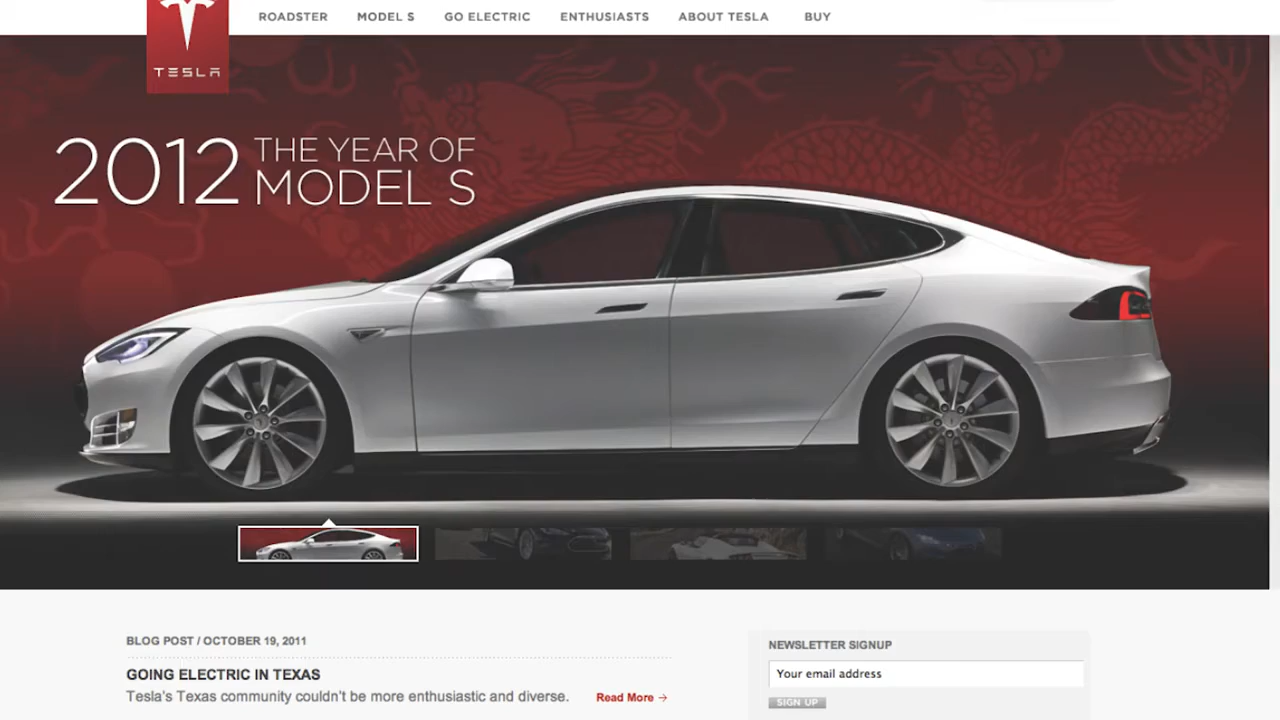 ROADSTER MODEL S GO ELECTRIC ENTHUSIASTS ABOUT TESLA BUY
TESLA
2012 THE YEAR OF
MODEL S
BLOG POST / OCTOBER 19, 2011
GOING ELECTRIC IN TEXAS
Tesla's Texas community couldn't be more enthusiastic and diverse. Read More →
NEWSLETTER SIGNUP
Your email address
SIGN UP